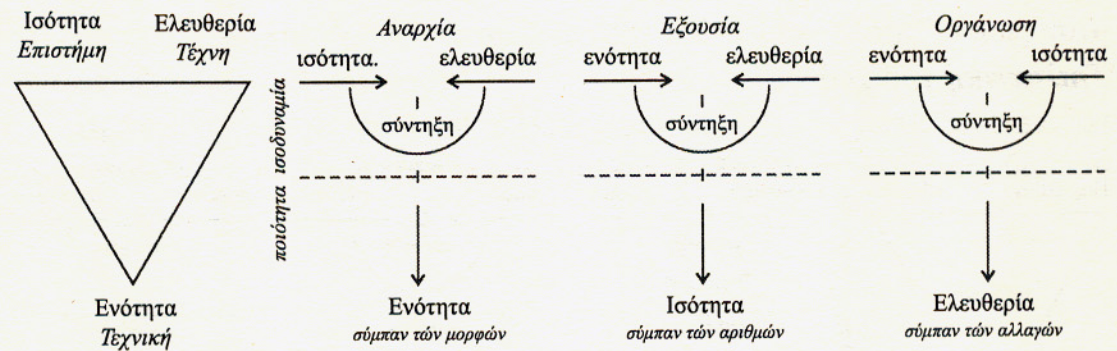 Ισότητα
Επιστήμη
Ελευθερία
Τέχνη
Ενότητα
Τεχνική
ποιότητα ισοδυναμία
Αναρχία
ισότητα. ελευθερία
σύντηξη
Ενότητα
σύμπαν τών μορφών
Εξουσία
ενότητα ελευθερία
σύντηξη
Ισότητα
σύμπαν τών αριθμών
Οργάνωση
ενότητα ισότητα
σύντηξη
Ελευθερία
σύμπαν τών αλλαγών